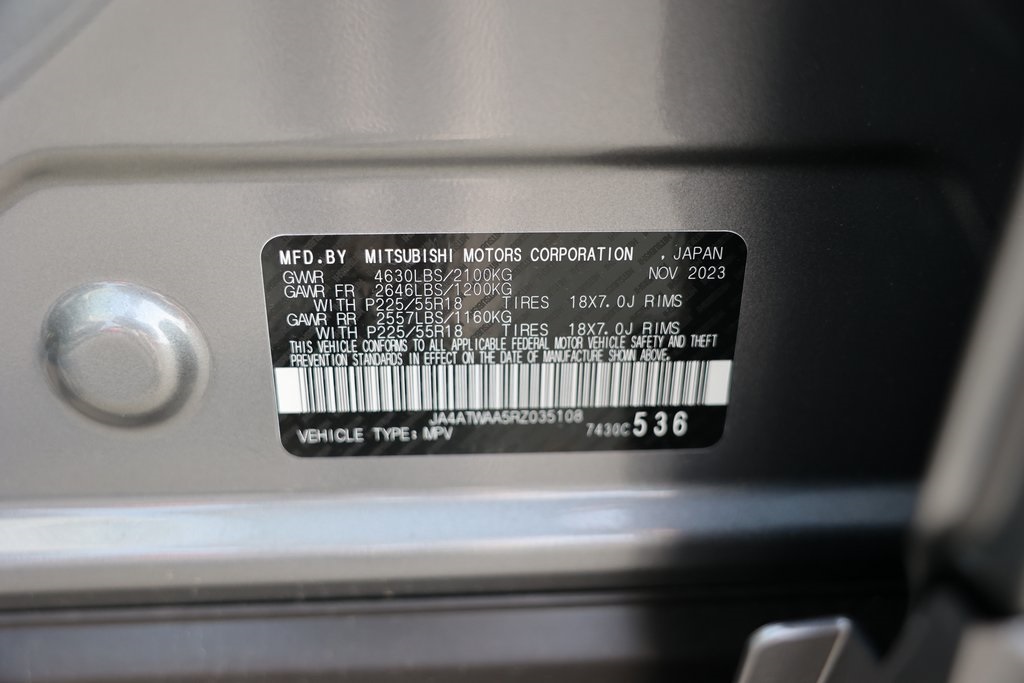 MFD.BY MITSUBISHI MOTORS CORPORATION , JAPAN
GVWR 4630LBS/2100KG NOV 2023
GAWR FR 2646LBS/1200KG
WITH P225/55R18 TIRES 18X7.0J RIMS
GAWR RR 2557LBS/1160KG
WITH P225/55R18 TIRES 18X7.0J RIMS
THIS VEHICLE CONFORMS TO ALL APPLICABLE FEDERAL MOTOR VEHICLE SAFETY AND THEFT
PREVENTION STANDARDS IN EFFECT ON THE DATE OF MANUFACTURE SHOWN ABOVE.
JA4ATWAA5RZ035108
VEHICLE TYPE: MPV 7430C 536